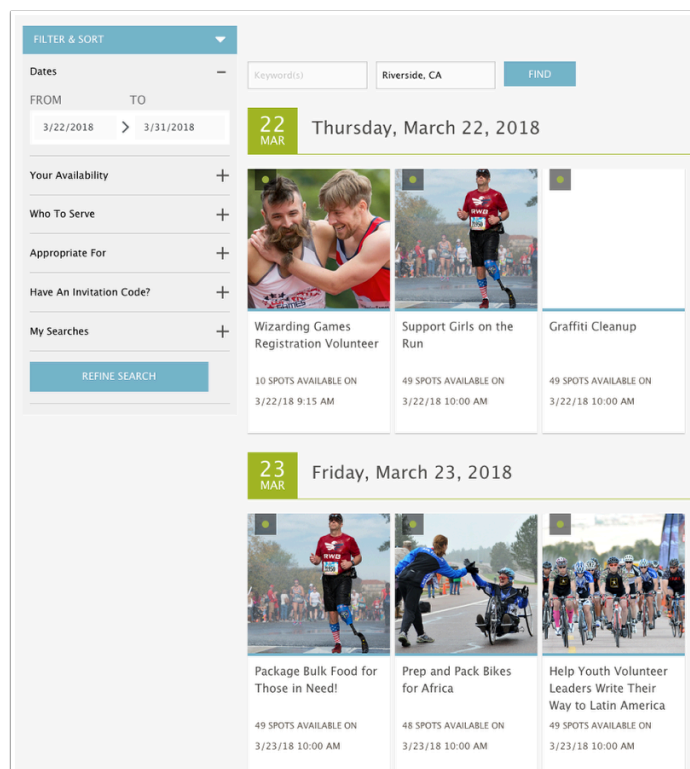 FILTER & SORT
Dates
FROM TO
3/22/2018 3/31/2018
Your Availability
Who To Serve
Appropriate For
Have An Invitation Code?
My Searches
REFINE SEARCH
Keyword(s)
Riverside, CA
FIND
22
MAR
Thursday, March 22, 2018
Wizarding Games
Registration Volunteer
10 SPOTS AVAILABLE ON
3/22/18 9:15 AM
RWB
Support Girls on the
Run
49 SPOTS AVAILABLE ON
3/22/18 10:00 AM
Graffiti Cleanup
49 SPOTS AVAILABLE ON
3/22/18 10:00 AM
23
MAR
Friday, March 23, 2018
RWB
Package Bulk Food for
Those in Need!
49 SPOTS AVAILABLE ON
3/23/18 10:00 AM
Prep and Pack Bikes
for Africa
48 SPOTS AVAILABLE ON
3/23/18 10:00 AM
Help Youth Volunteer
Leaders Write Their
Way to Latin America
49 SPOTS AVAILABLE ON
3/23/18 10:00 AM